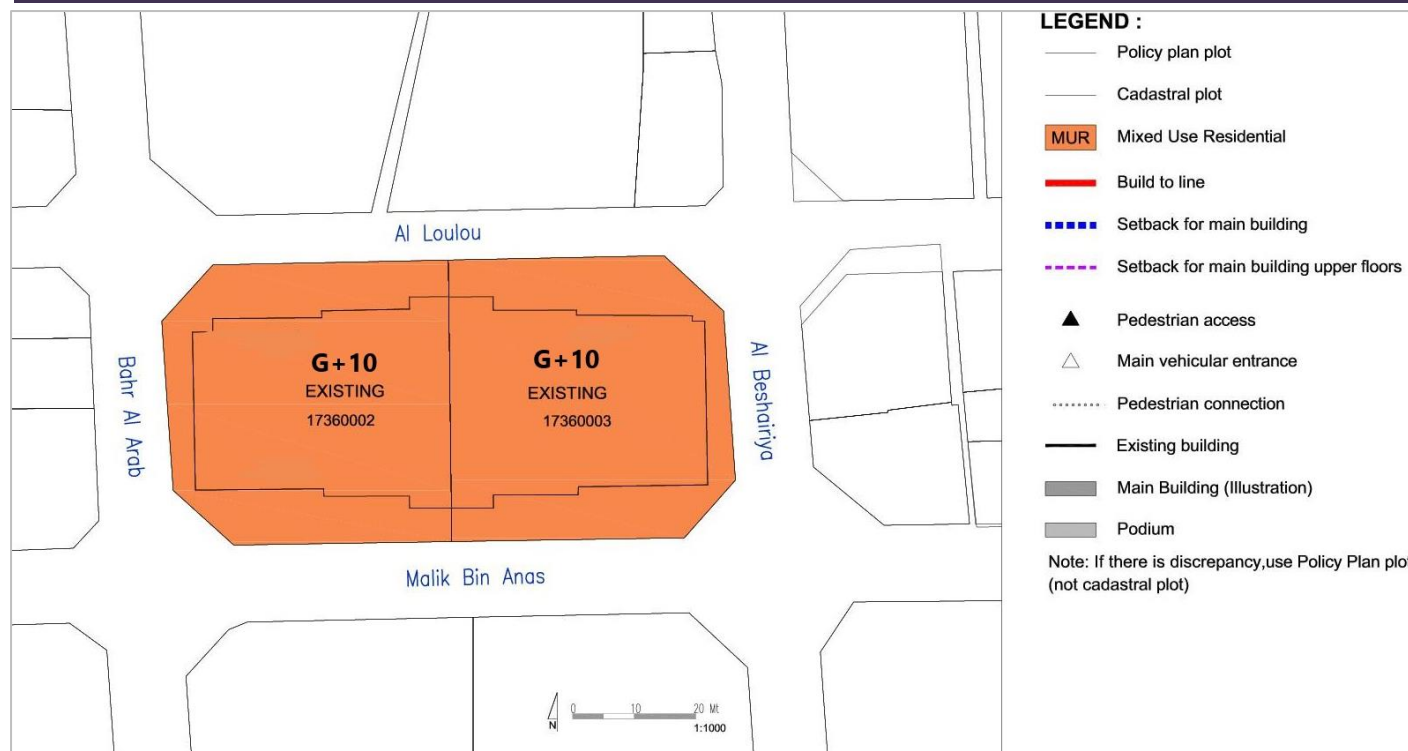 LEGEND :
Policy plan plot
Cadastral plot
MUR Mixed Use Residential
Build to line
Setback for main building
Setback for main building upper floors
Pedestrian access
Main vehicular entrance
Pedestrian connection
Existing building
Main Building (Illustration)
Podium
Note: If there is discrepancy,use Policy Plan plot
(not cadastral plot)
Al Loulou
Bahr Al Arab
G+10
EXISTING
17360002
G+10
EXISTING
17360003
Al Beshairiya
Malik Bin Anas
N
0 10 20 Mt
1:1000